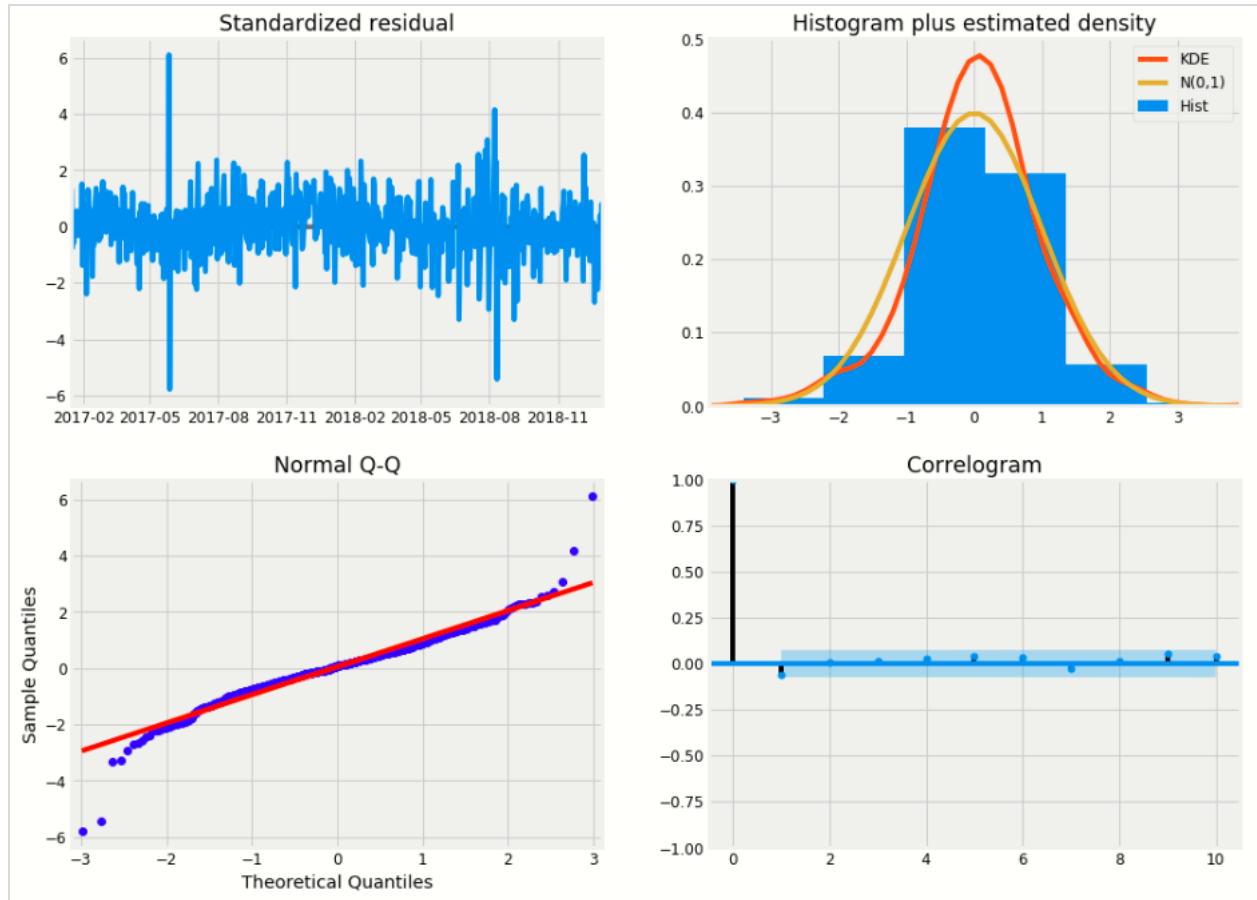 Standardized residual
6
4
2
0
−2
−4
−6
2017-02 2017-05 2017-08 2017-11 2018-02 2018-05 2018-08 2018-11
Histogram plus estimated density
0.5
0.4
0.3
0.2
0.1
0.0
KDE
N(0,1)
Hist
−3 −2 −1 0 1 2 3
Normal Q-Q
Sample Quantiles
6
4
2
0
−2
−4
−6
−3 −2 −1 0 1 2 3
Theoretical Quantiles
Correlogram
1.00
0.75
0.50
0.25
0.00
−0.25
−0.50
−0.75
−1.00
0 2 4 6 8 10